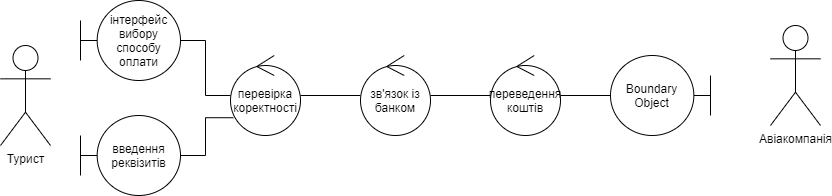 інтерфейс
вибору
способу
оплати
Турист
введення
реквізитів
перевірка
коректності
зв'язок із
банком
переведення
коштів
Boundary
Object
Авіакомпанія